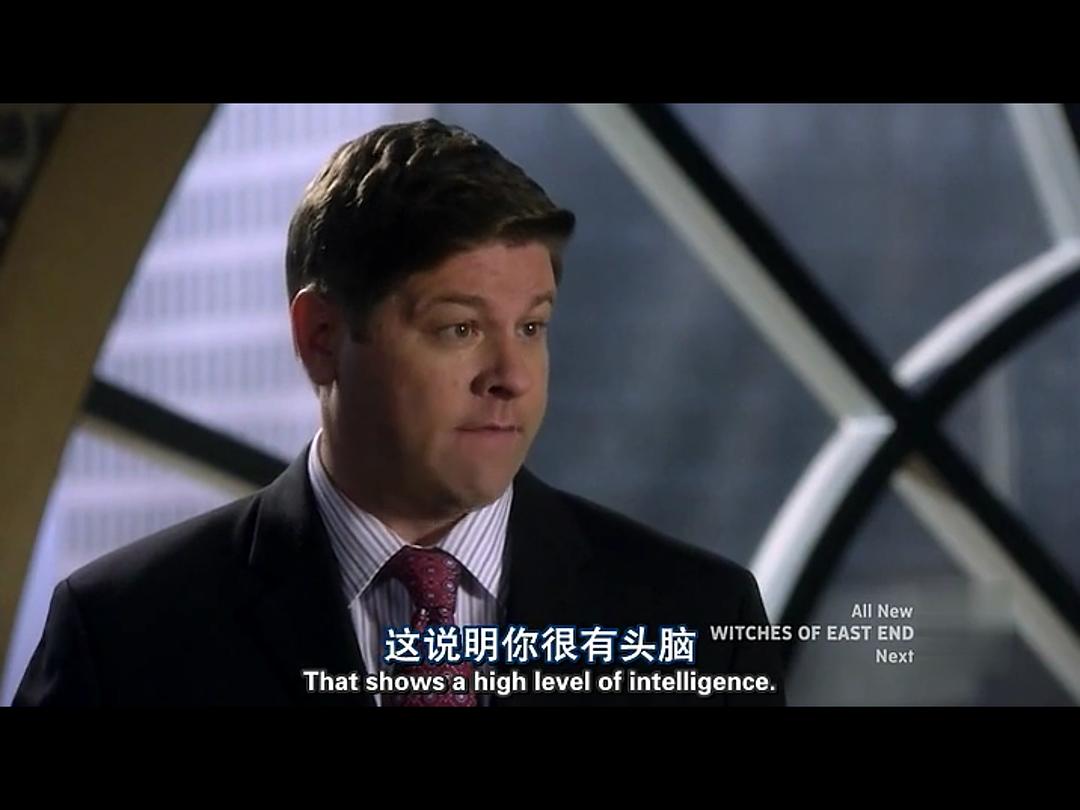 All New
WITCHES OF EAST END
Next
这说明你很有头脑
That shows a high level of intelligence.